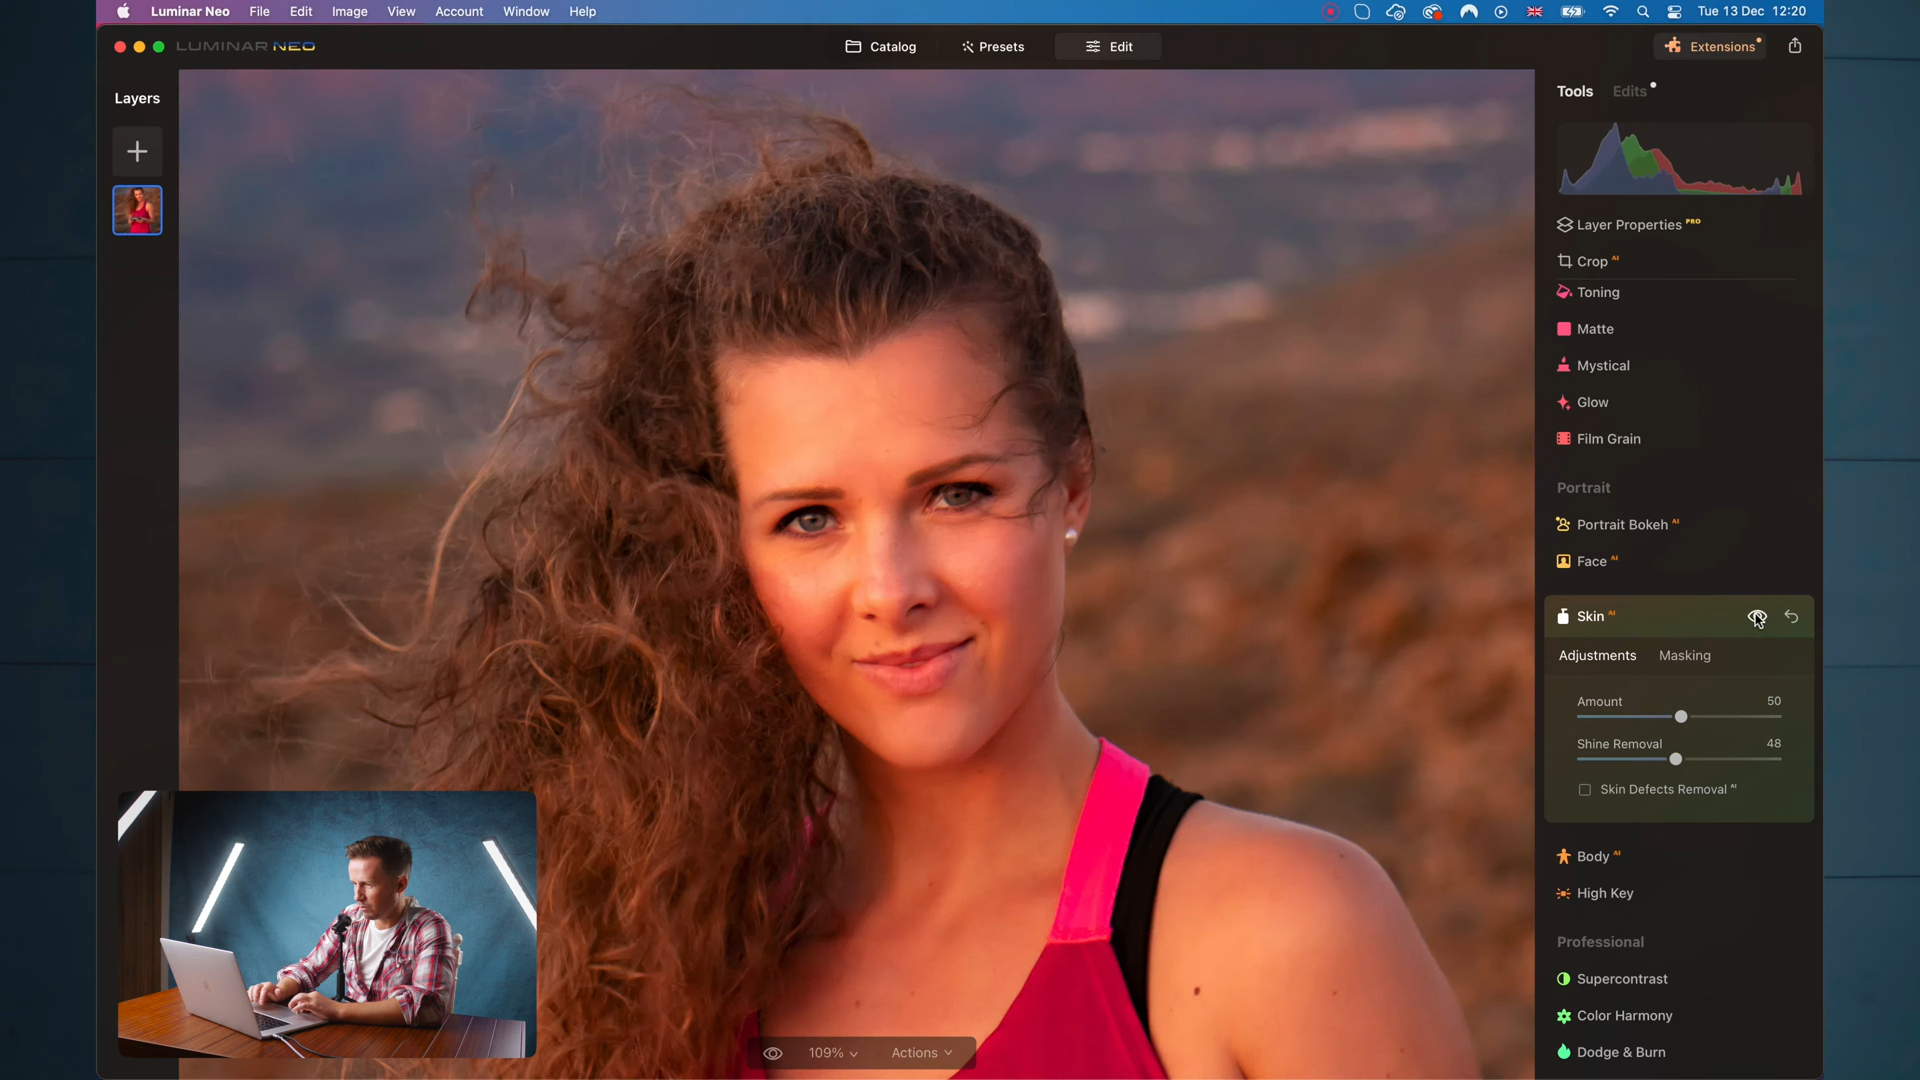 Luminar Neo File Edit Image View Account Window Help Tue 13 Dec 12:20
LUMINAR NEO Catalog Presets Edit Extensions
Layers
Tools Edits
Layer Properties PRO
Crop AI
Toning
Matte
Mystical
Glow
Film Grain
Portrait
Portrait Bokeh AI
Face AI
Skin AI
Adjustments Masking
Amount 50
Shine Removal 48
Skin Defects Removal AI
Body AI
High Key
Professional
Supercontrast
Color Harmony
Dodge & Burn
109% Actions